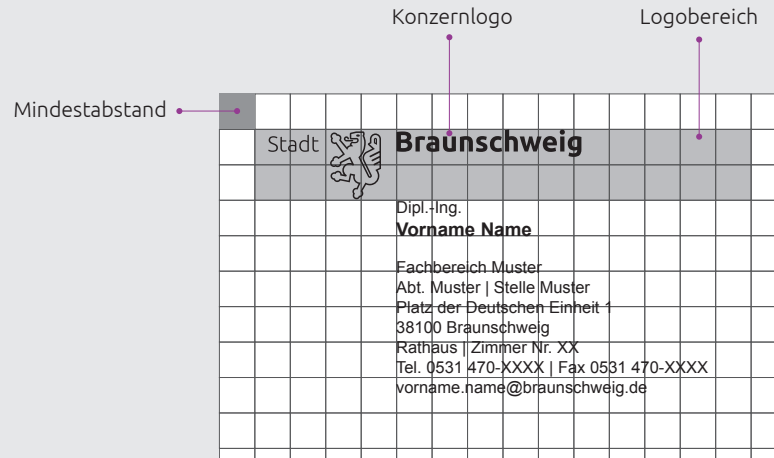 Konzernlogo
Logobereich
Mindestabstand
Stadt Braunschweig
Dipl.-Ing.
Vorname Name
Fachbereich Muster
Abt. Muster | Stelle Muster
Platz der Deutschen Einheit 1
38100 Braunschweig
Rathaus | Zimmer Nr. XX
Tel. 0531 470-XXXX | Fax 0531 470-XXXX
vorname.name@braunschweig.de